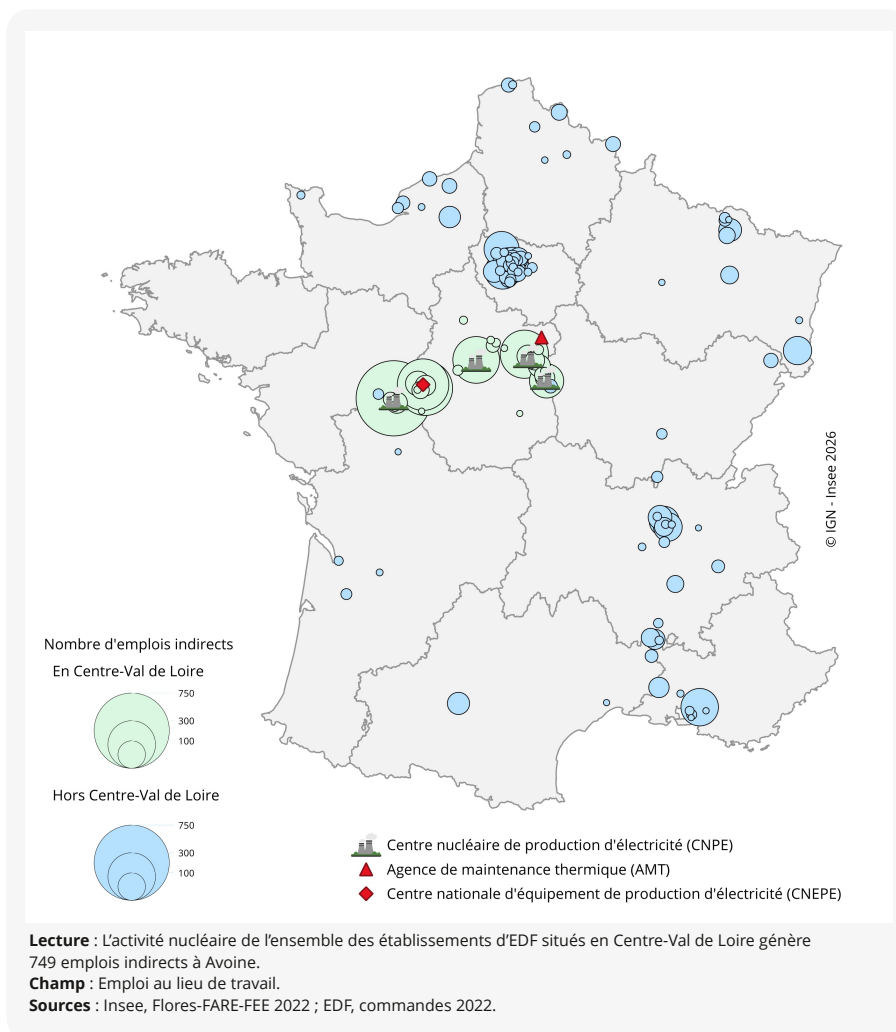 © IGN - Insee 2026
Nombre d'emplois indirects
En Centre-Val de Loire
750
300
100
Hors Centre-Val de Loire
750
300
100
Centre nucléaire de production d'électricité (CNPE)
Agence de maintenance thermique (AMT)
Centre nationale d'équipement de production d'électricité (CNEPE)
Lecture : L’activité nucléaire de l’ensemble des établissements d’EDF situés en Centre-Val de Loire génère
749 emplois indirects à Avoine.
Champ : Emploi au lieu de travail.
Sources : Insee, Flores-FARE-FEE 2022 ; EDF, commandes 2022.